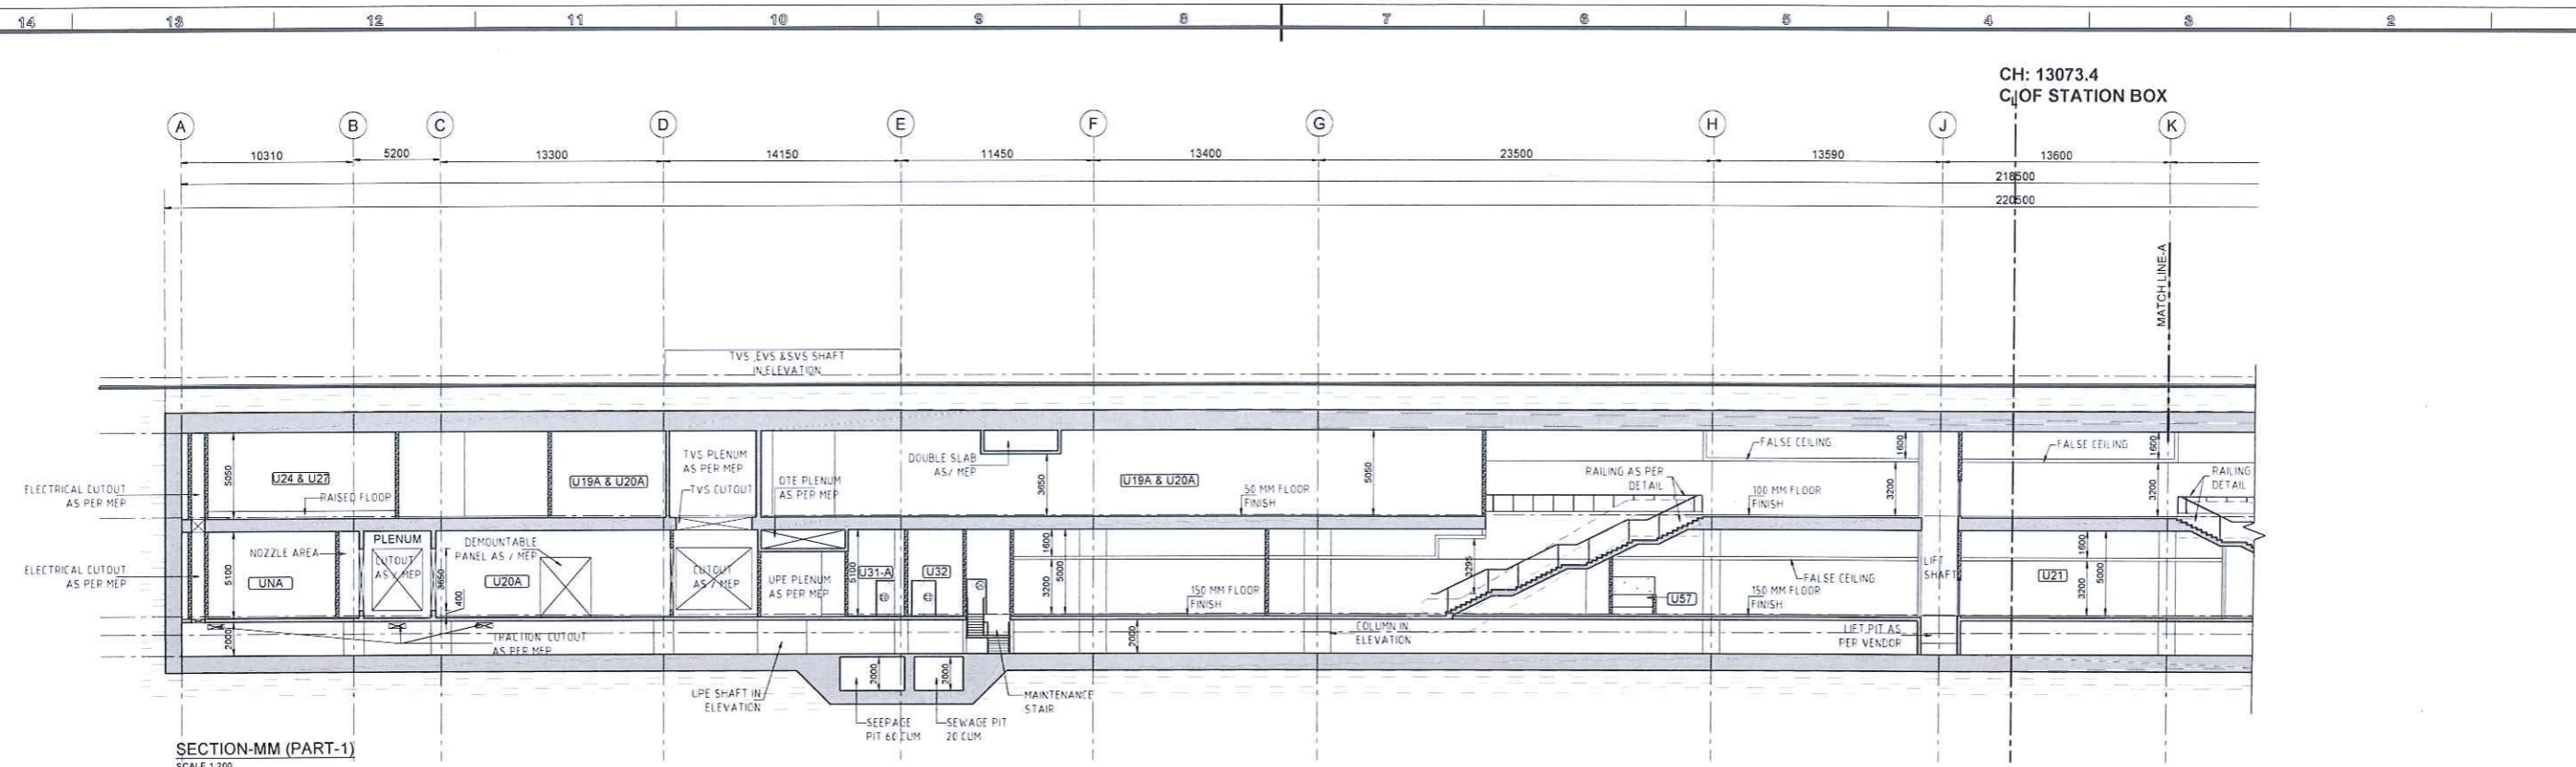 14 13 12 11 10 9 8 7 6 5 4 3 2
CH: 13073.4
CL OF STATION BOX
A B C D E F G H J K
10310 5200 13300 14150 11450 13400 23500 13590 13600
218500
220500
MATCH LINE-A
TVS ,EVS &SVS SHAFT
IN ELEVATION
ELECTRICAL CUTOUT
AS PER MEP
5050
U24 & U27
RAISED FLOOR
U19A & U20A
TVS PLENUM
AS PER MEP
TVS CUTOUT
OTE PLENUM
AS PER MEP
DOUBLE SLAB
AS/ MEP
3650
U19A & U20A
50 MM FLOOR
FINISH
5050
RAILING AS PER
DETAIL
FALSE CEILING
1600
3200
100 MM FLOOR
FINISH
FALSE CEILING
1600
3200
RAILING
DETAIL
ELECTRICAL CUTOUT
AS PER MEP
5100
NOZZLE AREA
UNA
PLENUM
CUTOUT
AS / MEP
3650
400
DEMOUNTABLE
PANEL AS / MEP
U20A
CUTOUT
AS / MEP
UPE PLENUM
AS PER MEP
5100
U31-A
U32
1600
3200
5000
150 MM FLOOR
FINISH
3295
U57
FALSE CEILING
150 MM FLOOR
FINISH
LIFT
SHAFT
U21
1600
3200
5000
2000
TRACTION CUTOUT
AS PER MEP
2000
COLUMN IN
ELEVATION
LIFT PIT AS
PER VENDOR
UPE SHAFT IN
ELEVATION
2000
2000
MAINTENANCE
STAIR
SEEPAGE
PIT 60 CUM
SEWAGE PIT
20 CUM
SECTION-MM (PART-1)
SCALE 1:200